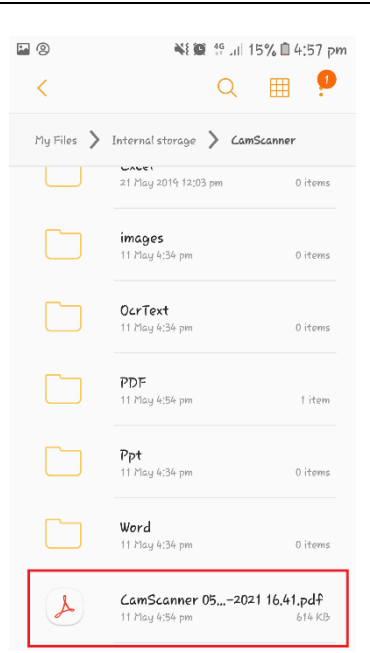 4G 15% 4:57 pm
1
My Files Internal storage CamScanner
Excel
21 May 2019 12:03 pm 0 items
images
11 May 4:34 pm 0 items
OcrText
11 May 4:34 pm 0 items
PDF
11 May 4:54 pm 1 item
Ppt
11 May 4:34 pm 0 items
Word
11 May 4:34 pm 0 items
CamScanner 05...-2021 16.41.pdf
11 May 4:54 pm 614 KB